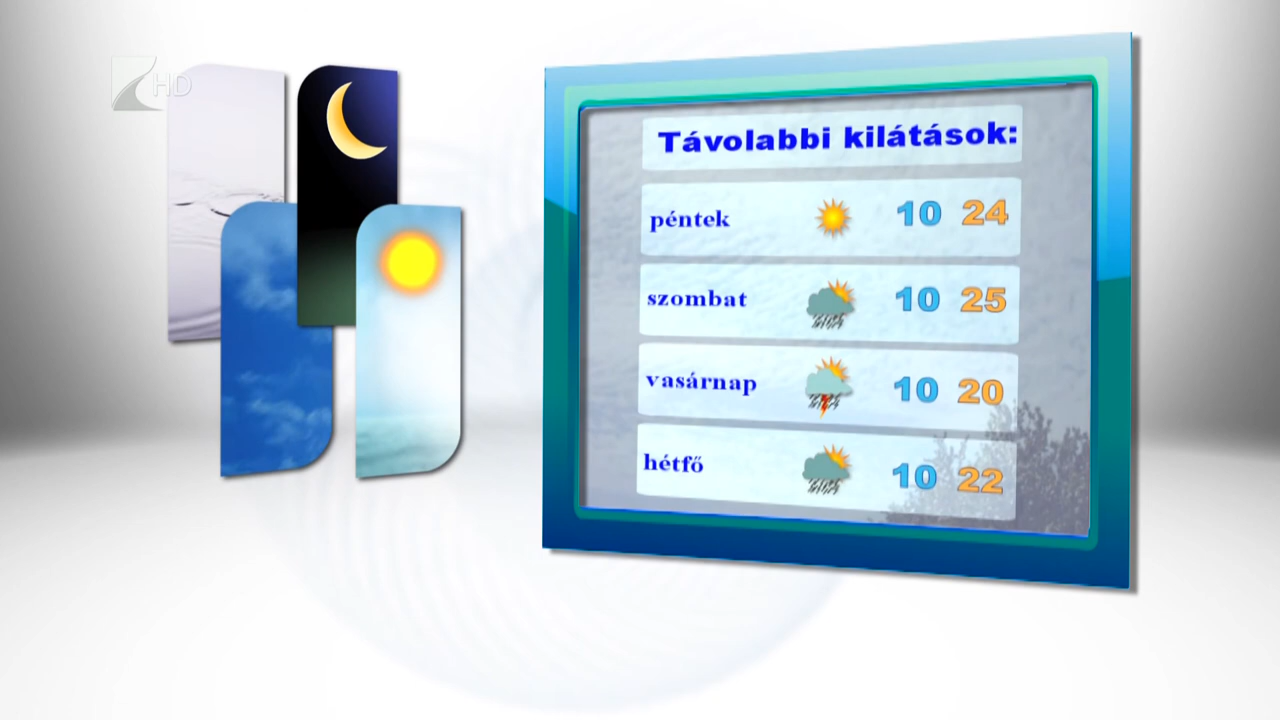 HD
Távolabbi kilátások:
péntek 10 24
szombat 10 25
vasárnap 10 20
hétfő 10 22